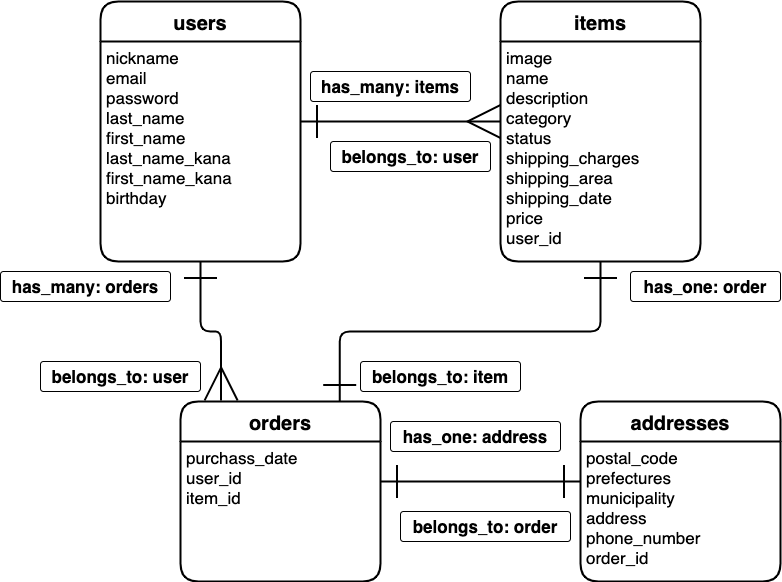 users
nickname
email
password
last_name
first_name
last_name_kana
first_name_kana
birthday
has_many: items
belongs_to: user
items
image
name
description
category
status
shipping_charges
shipping_area
shipping_date
price
user_id
has_many: orders
has_one: order
belongs_to: user
belongs_to: item
orders
purchass_date
user_id
item_id
has_one: address
belongs_to: order
addresses
postal_code
prefectures
municipality
address
phone_number
order_id